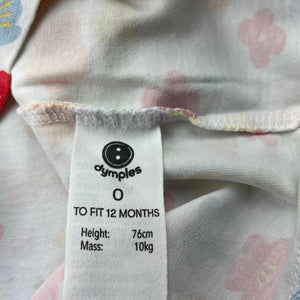 dymples
0
TO FIT 12 MONTHS
Height: 76cm
Mass: 10kg